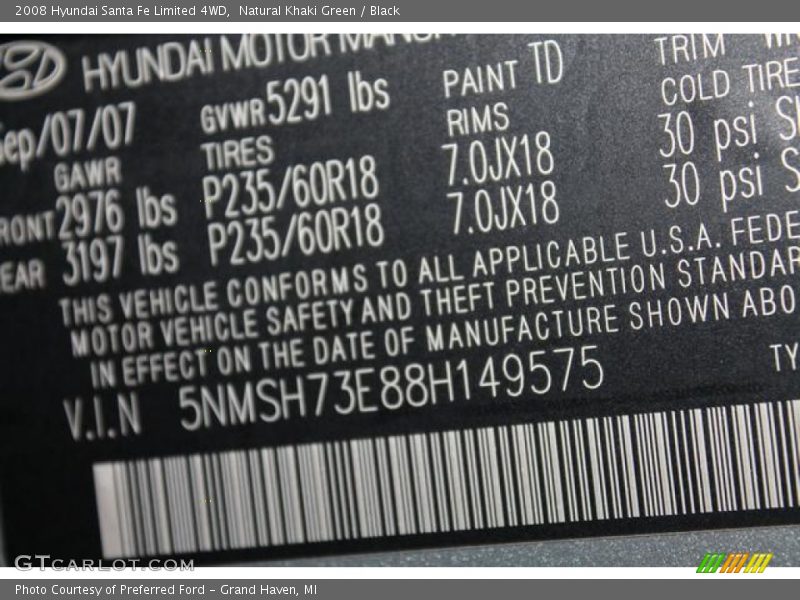 2008 Hyundai Santa Fe Limited 4WD, Natural Khaki Green / Black
HYUNDAI MOTOR
Sep/07/07 GVWR 5291 lbs PAINT TD TRIM
GAWR TIRES RIMS COLD TIRE
FRONT 2976 lbs P235/60R18 7.0JX18 30 psi
REAR 3197 lbs P235/60R18 7.0JX18 30 psi
THIS VEHICLE CONFORMS TO ALL APPLICABLE U.S.A. FEDE
MOTOR VEHICLE SAFETY AND THEFT PREVENTION STANDAR
IN EFFECT ON THE DATE OF MANUFACTURE SHOWN ABO
V.I.N 5NMSH73E88H149575 TY
GTCARLOT.COM
Photo Courtesy of Preferred Ford – Grand Haven, MI